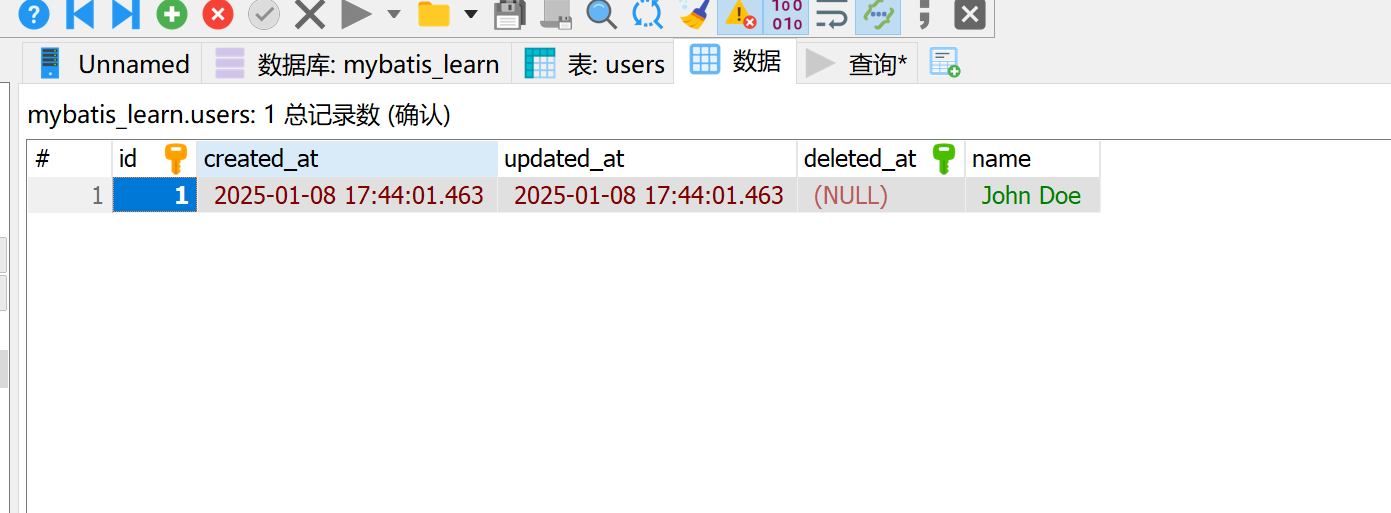 Unnamed 数据库: mybatis_learn 表: users 数据 查询*
mybatis_learn.users: 1 总记录数 (确认)
# id created_at updated_at deleted_at name
1 1 2025-01-08 17:44:01.463 2025-01-08 17:44:01.463 (NULL) John Doe